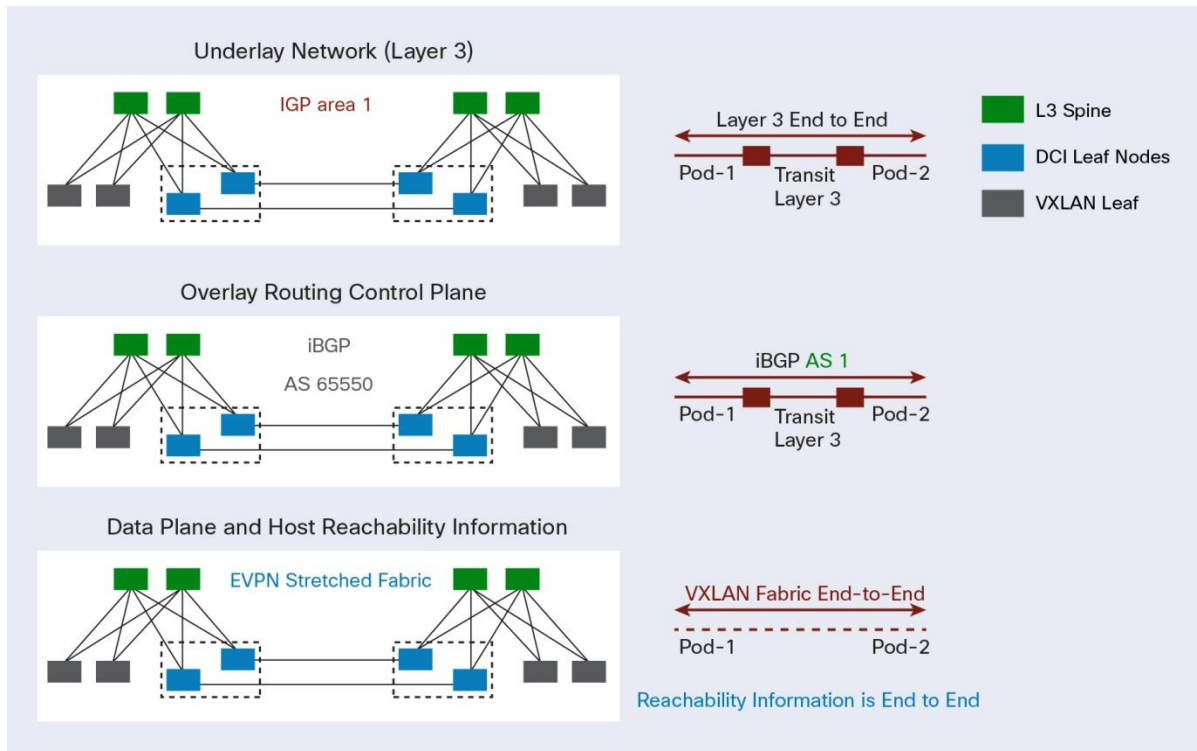 Underlay Network (Layer 3)
IGP area 1
Layer 3 End to End
Pod-1
Transit
Layer 3
Pod-2
L3 Spine
DCI Leaf Nodes
VXLAN Leaf
Overlay Routing Control Plane
iBGP
AS 65550
iBGP AS 1
Pod-1
Transit
Layer 3
Pod-2
Data Plane and Host Reachability Information
EVPN Stretched Fabric
VXLAN Fabric End-to-End
Pod-1
Pod-2
Reachability Information is End to End